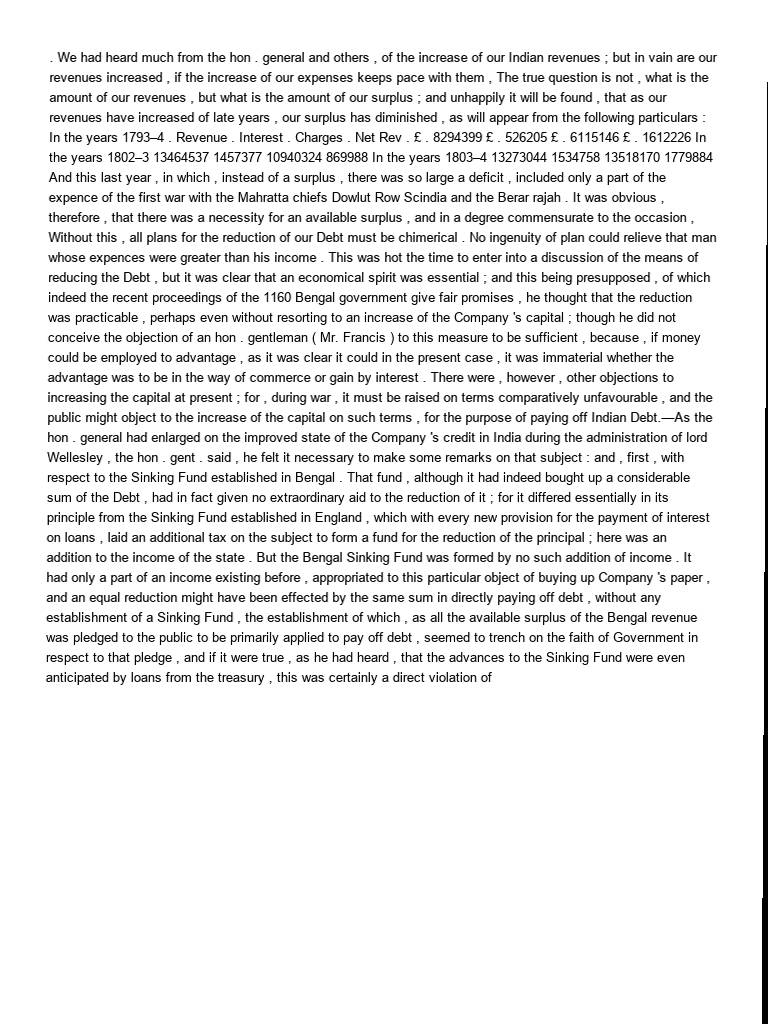 . We had heard much from the hon . general and others , of the increase of our Indian revenues ; but in vain are our
revenues increased , if the increase of our expenses keeps pace with them , The true question is not , what is the
amount of our revenues , but what is the amount of our surplus ; and unhappily it will be found , that as our
revenues have increased of late years , our surplus has diminished , as will appear from the following particulars :
In the years 1793–4 . Revenue . Interest . Charges . Net Rev . £ . 8294399 £ . 526205 £ . 6115146 £ . 1612226 In
the years 1802–3 13464537 1457377 10940324 869988 In the years 1803–4 13273044 1534758 13518170 1779884
And this last year , in which , instead of a surplus , there was so large a deficit , included only a part of the
expence of the first war with the Mahratta chiefs Dowlut Row Scindia and the Berar rajah . It was obvious ,
therefore , that there was a necessity for an available surplus , and in a degree commensurate to the occasion ,
Without this , all plans for the reduction of our Debt must be chimerical . No ingenuity of plan could relieve that man
whose expences were greater than his income . This was hot the time to enter into a discussion of the means of
reducing the Debt , but it was clear that an economical spirit was essential ; and this being presupposed , of which
indeed the recent proceedings of the 1160 Bengal government give fair promises , he thought that the reduction
was practicable , perhaps even without resorting to an increase of the Company 's capital ; though he did not
conceive the objection of an hon . gentleman ( Mr. Francis ) to this measure to be sufficient , because , if money
could be employed to advantage , as it was clear it could in the present case , it was immaterial whether the
advantage was to be in the way of commerce or gain by interest . There were , however , other objections to
increasing the capital at present ; for , during war , it must be raised on terms comparatively unfavourable , and the
public might object to the increase of the capital on such terms , for the purpose of paying off Indian Debt.—As the
hon . general had enlarged on the improved state of the Company 's credit in India during the administration of lord
Wellesley , the hon . gent . said , he felt it necessary to make some remarks on that subject : and , first , with
respect to the Sinking Fund established in Bengal . That fund , although it had indeed bought up a considerable
sum of the Debt , had in fact given no extraordinary aid to the reduction of it ; for it differed essentially in its
principle from the Sinking Fund established in England , which with every new provision for the payment of interest
on loans , laid an additional tax on the subject to form a fund for the reduction of the principal ; here was an
addition to the income of the state . But the Bengal Sinking Fund was formed by no such addition of income . It
had only a part of an income existing before , appropriated to this particular object of buying up Company 's paper ,
and an equal reduction might have been effected by the same sum in directly paying off debt , without any
establishment of a Sinking Fund , the establishment of which , as all the available surplus of the Bengal revenue
was pledged to the public to be primarily applied to pay off debt , seemed to trench on the faith of Government in
respect to that pledge , and if it were true , as he had heard , that the advances to the Sinking Fund were even
anticipated by loans from the treasury , this was certainly a direct violation of